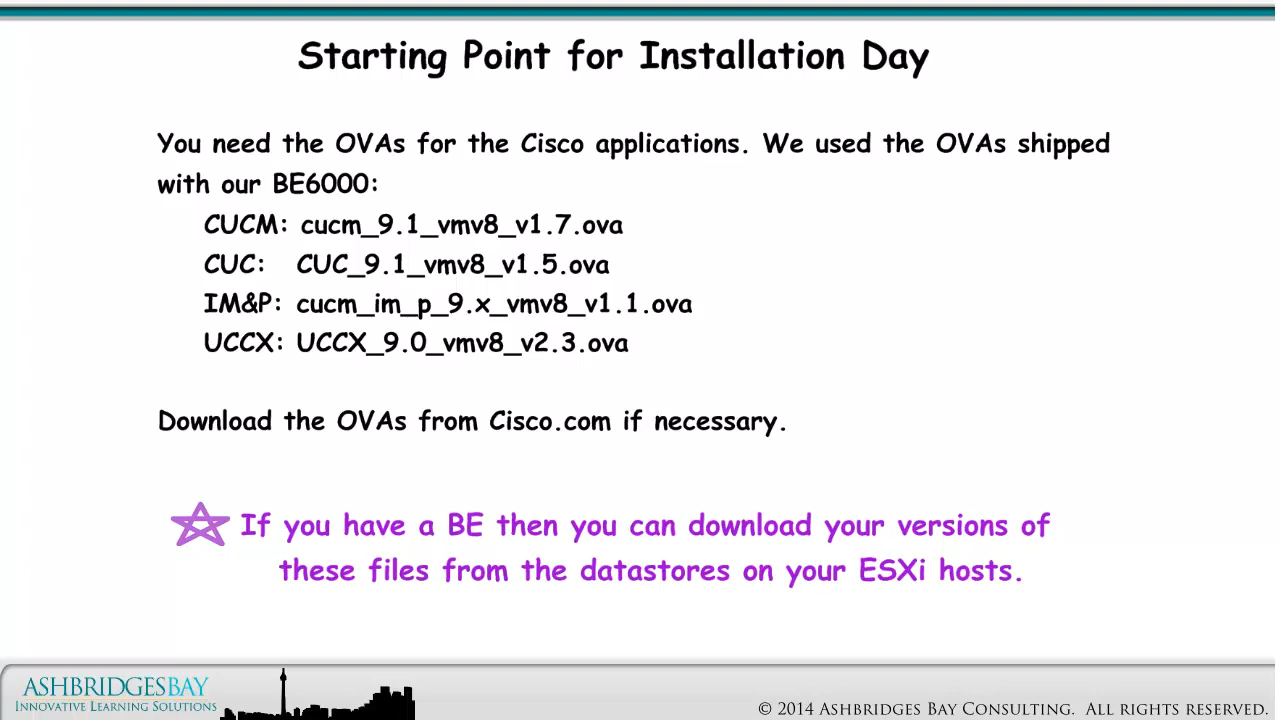 Starting Point for Installation Day
You need the OVAs for the Cisco applications. We used the OVAs shipped
with our BE6000:
CUCM: cucm_9.1_vmv8_v1.7.ova
CUC: CUC_9.1_vmv8_v1.5.ova
IM&P: cucm_im_p_9.x_vmv8_v1.1.ova
UCCX: UCCX_9.0_vmv8_v2.3.ova
Download the OVAs from Cisco.com if necessary.
If you have a BE then you can download your versions of
these files from the datastores on your ESXi hosts.
ASHBRIDGESBAY
INNOVATIVE LEARNING SOLUTIONS
© 2014 ASHBRIDGES BAY CONSULTING. ALL RIGHTS RESERVED.